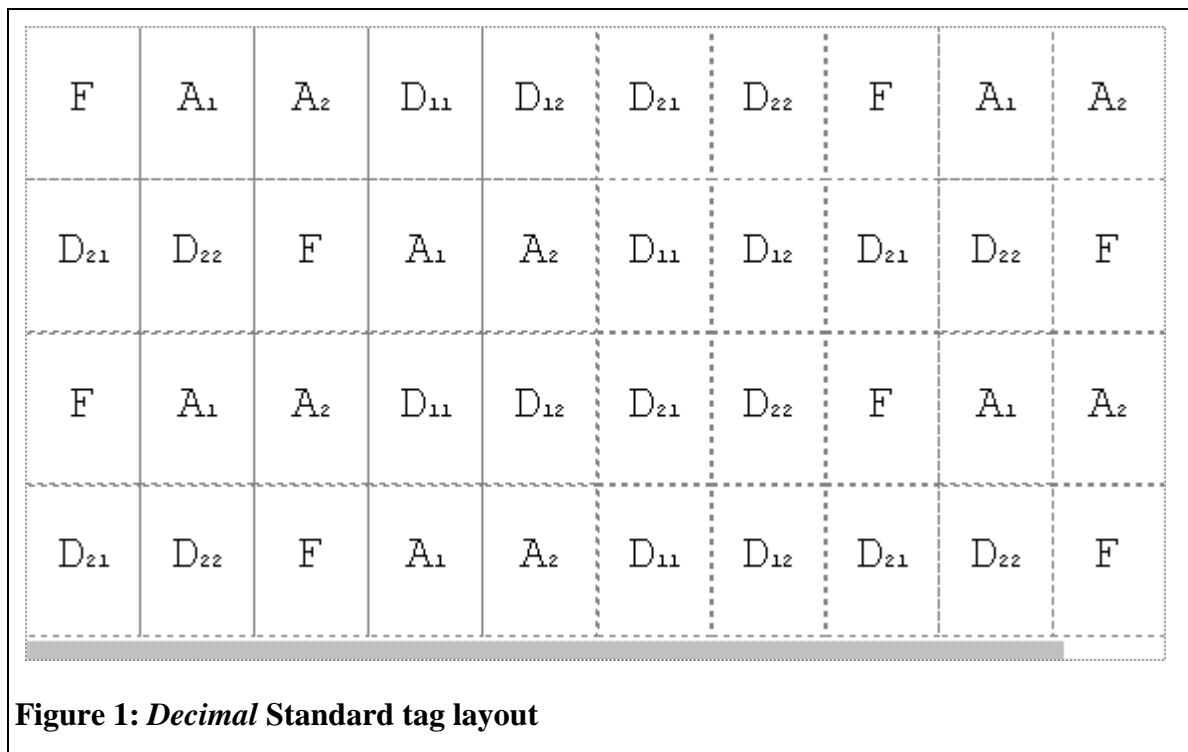 F A₁ A₂ D₁₁ D₁₂ D₂₁ D₂₂ F A₁ A₂
D₂₁ D₂₂ F A₁ A₂ D₁₁ D₁₂ D₂₁ D₂₂ F
F A₁ A₂ D₁₁ D₁₂ D₂₁ D₂₂ F A₁ A₂
D₂₁ D₂₂ F A₁ A₂ D₁₁ D₁₂ D₂₁ D₂₂ F
Figure 1: Decimal Standard tag layout